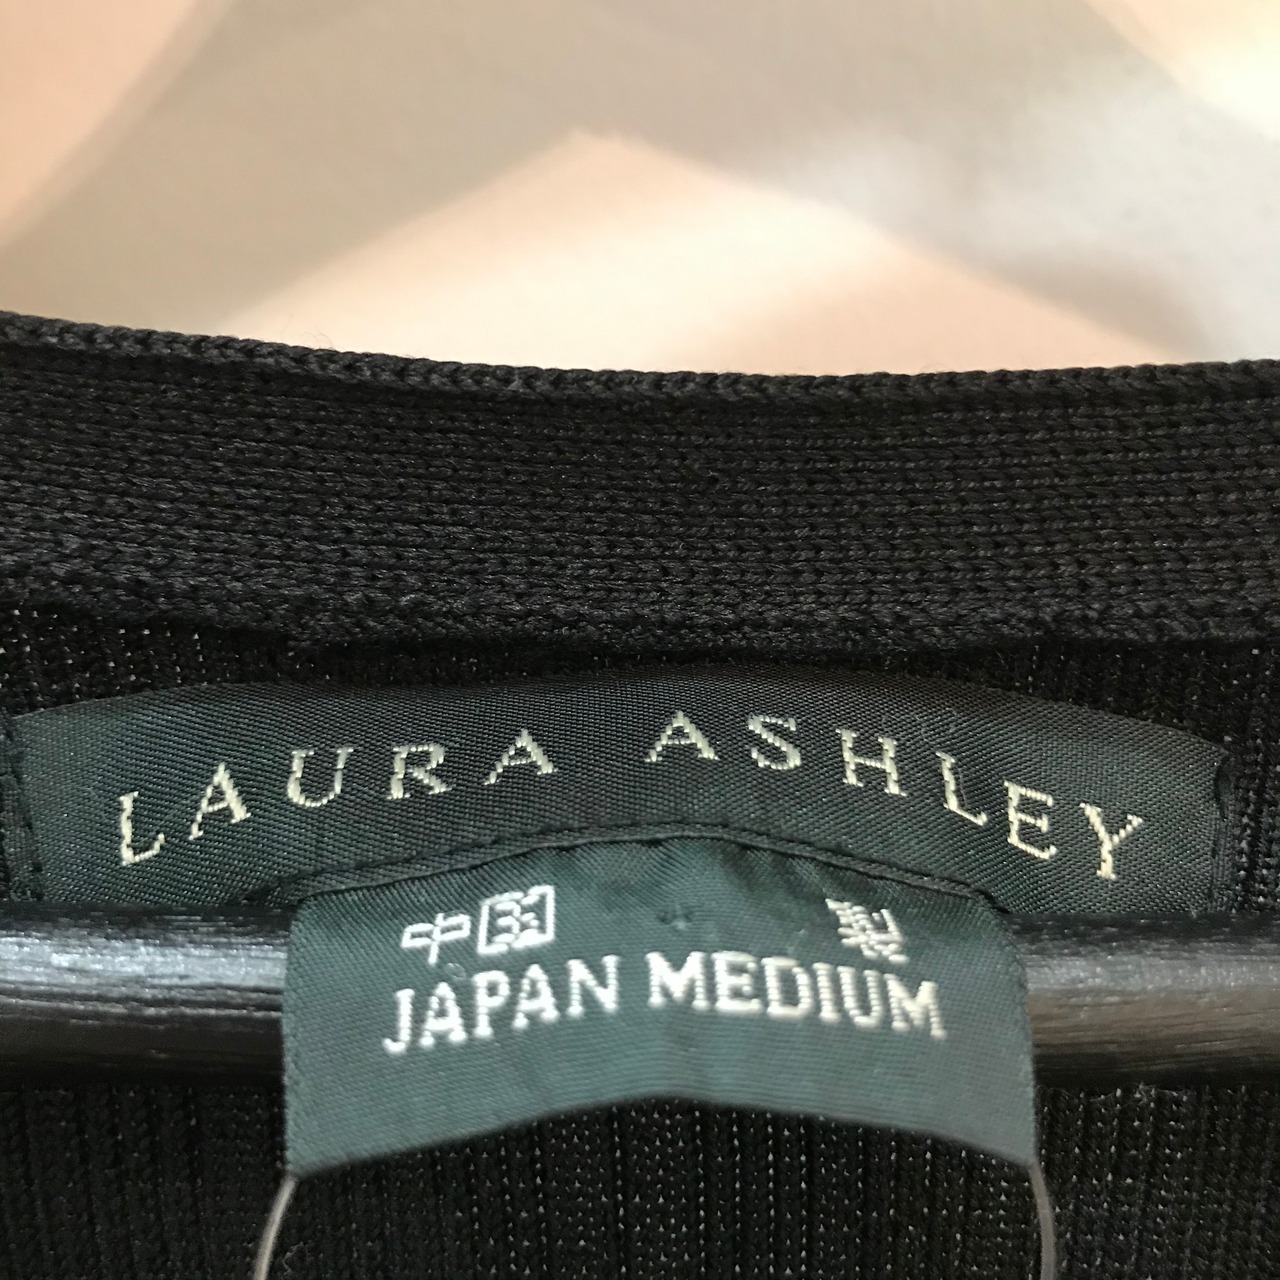 LAURA ASHLEY
中国 製
JAPAN MEDIUM